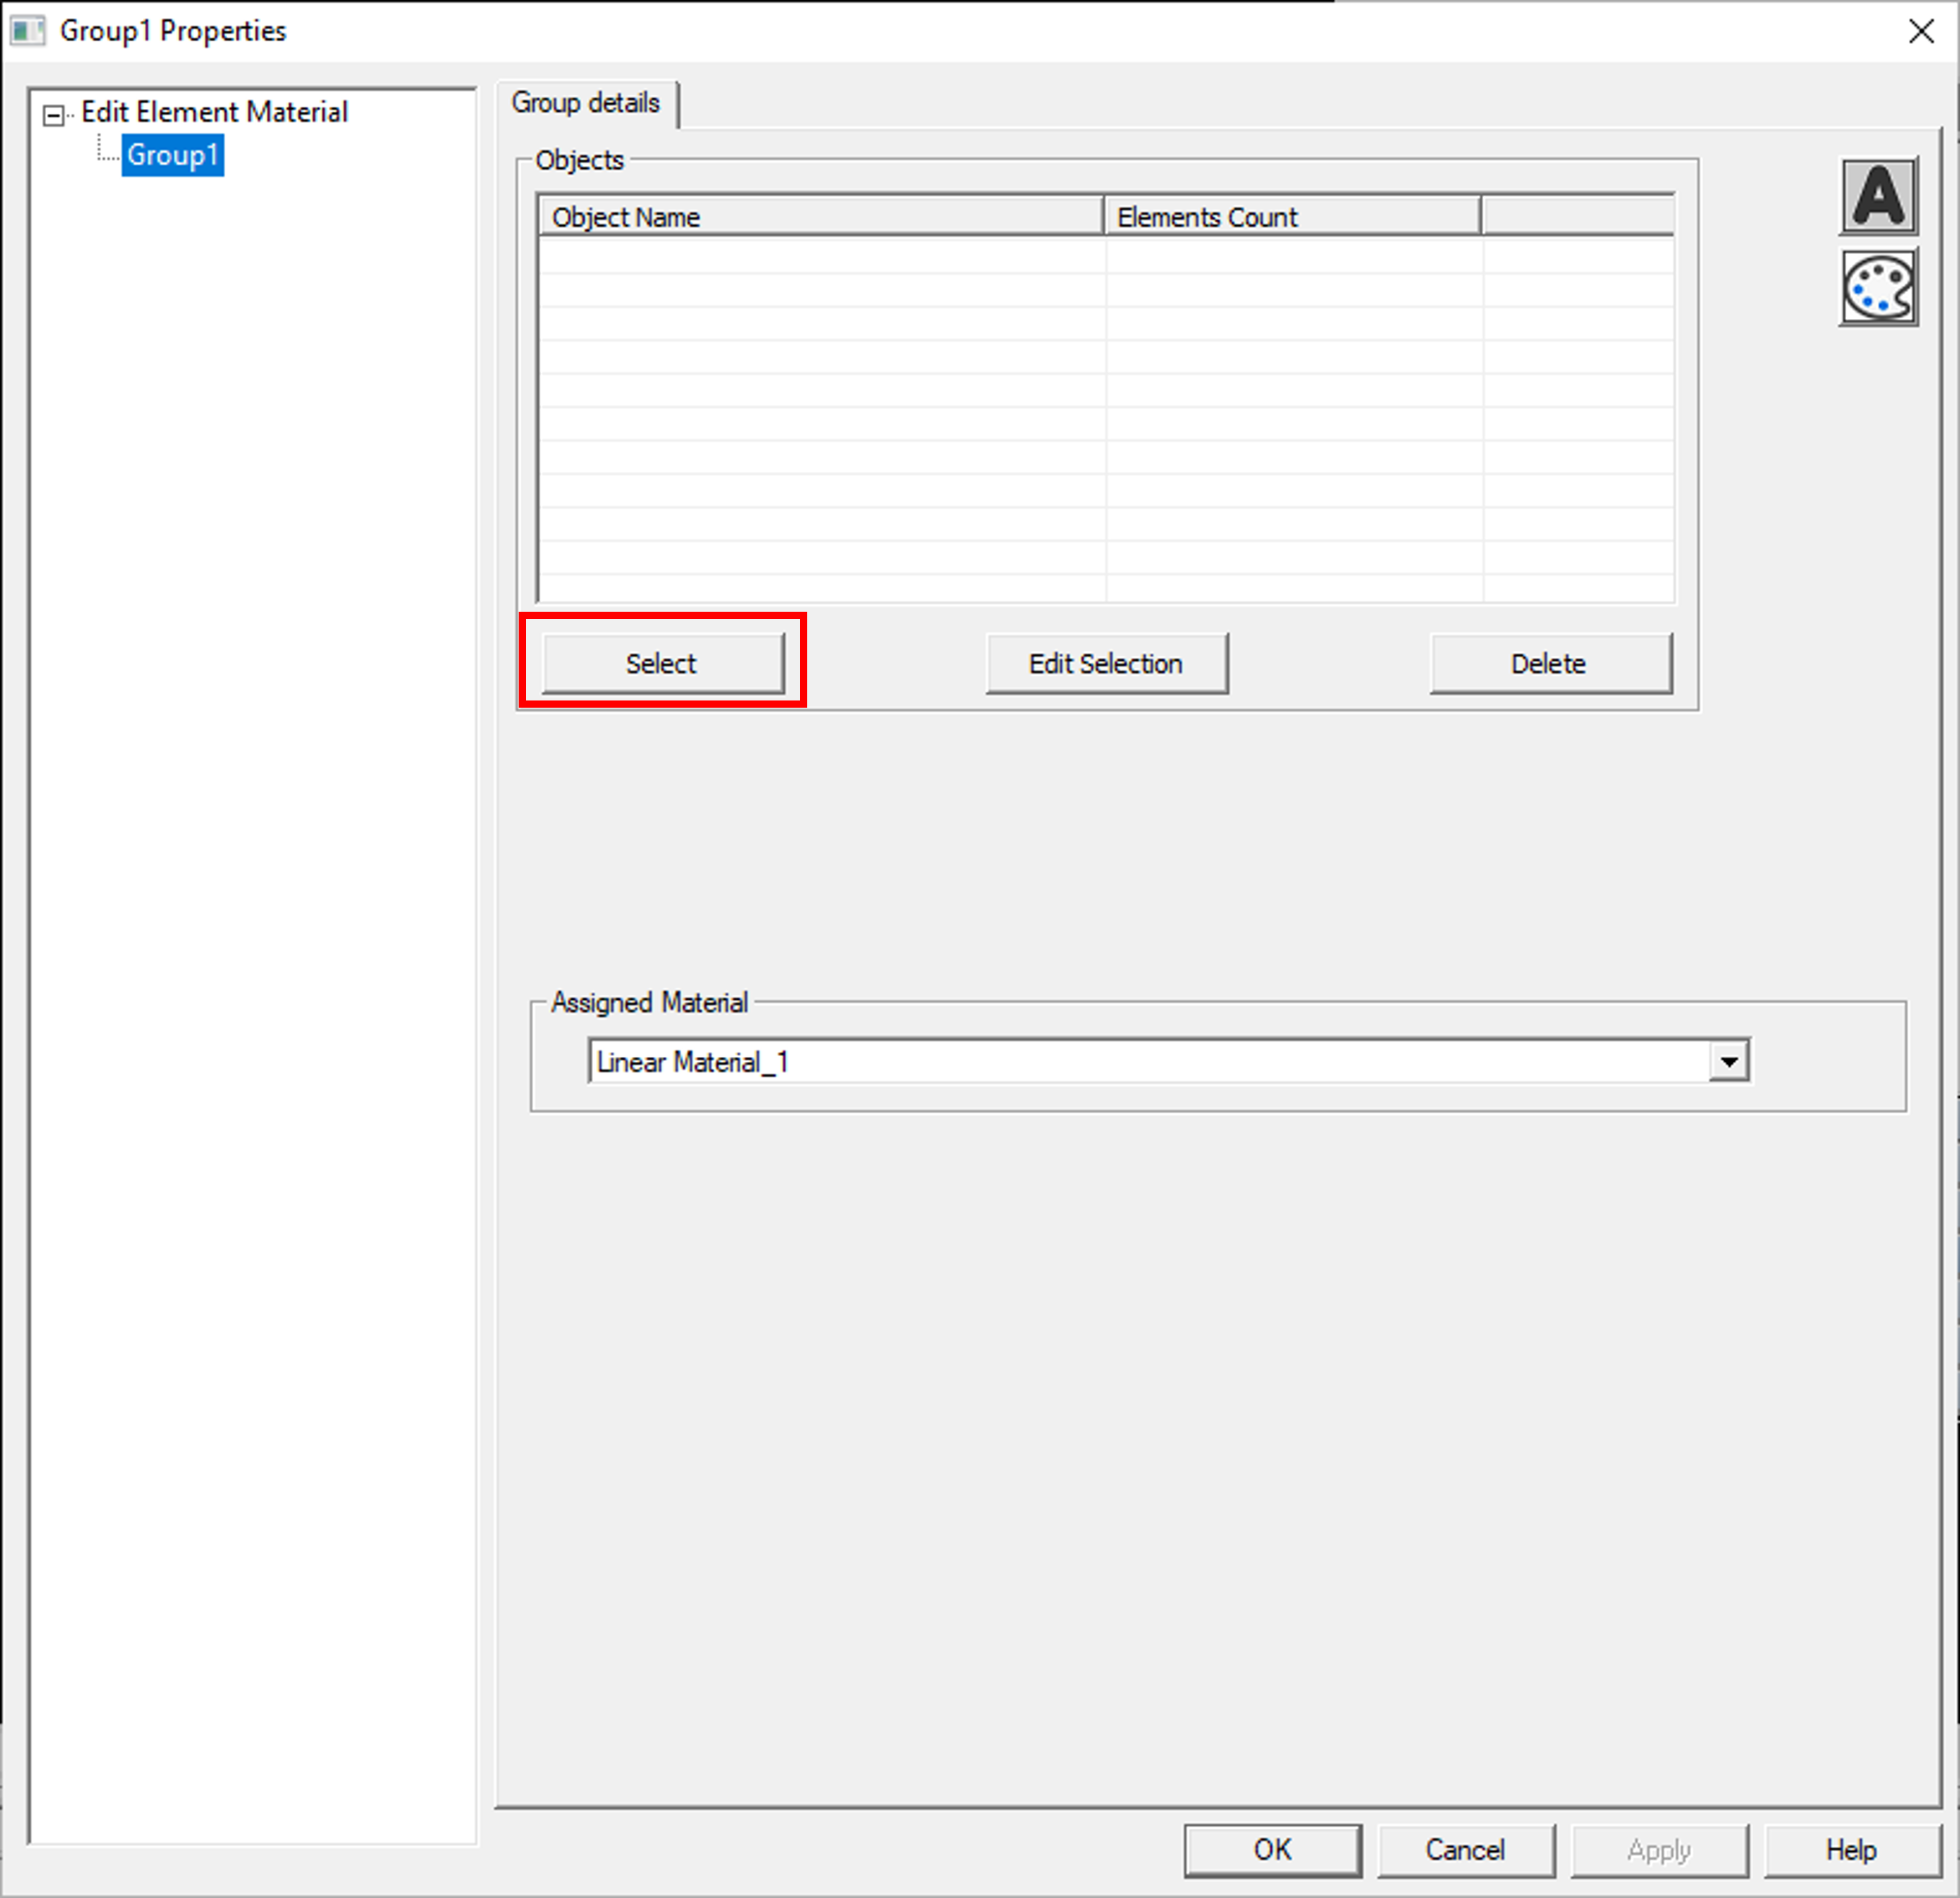 Group1 Properties
Edit Element Material
Group1
Group details
Objects
Object Name Elements Count
Select Edit Selection Delete
A
Assigned Material
Linear Material_1
OK Cancel Apply Help